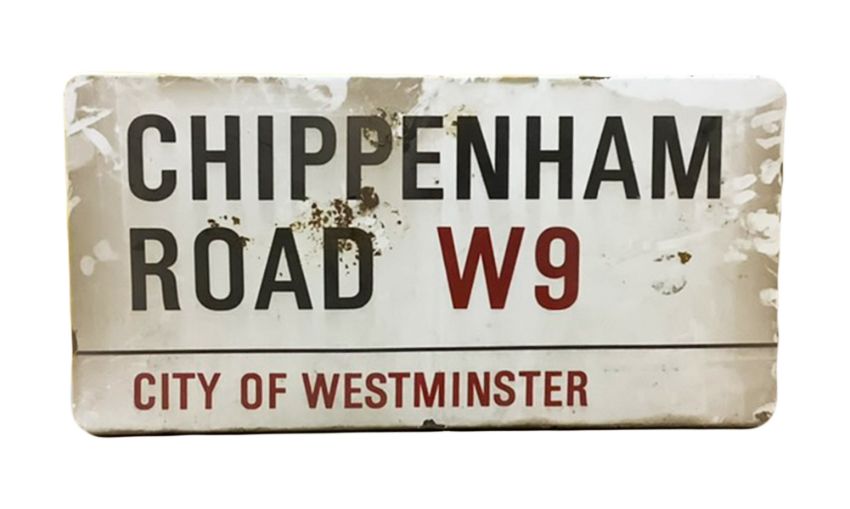 CHIPPENHAM
ROAD W9
CITY OF WESTMINSTER